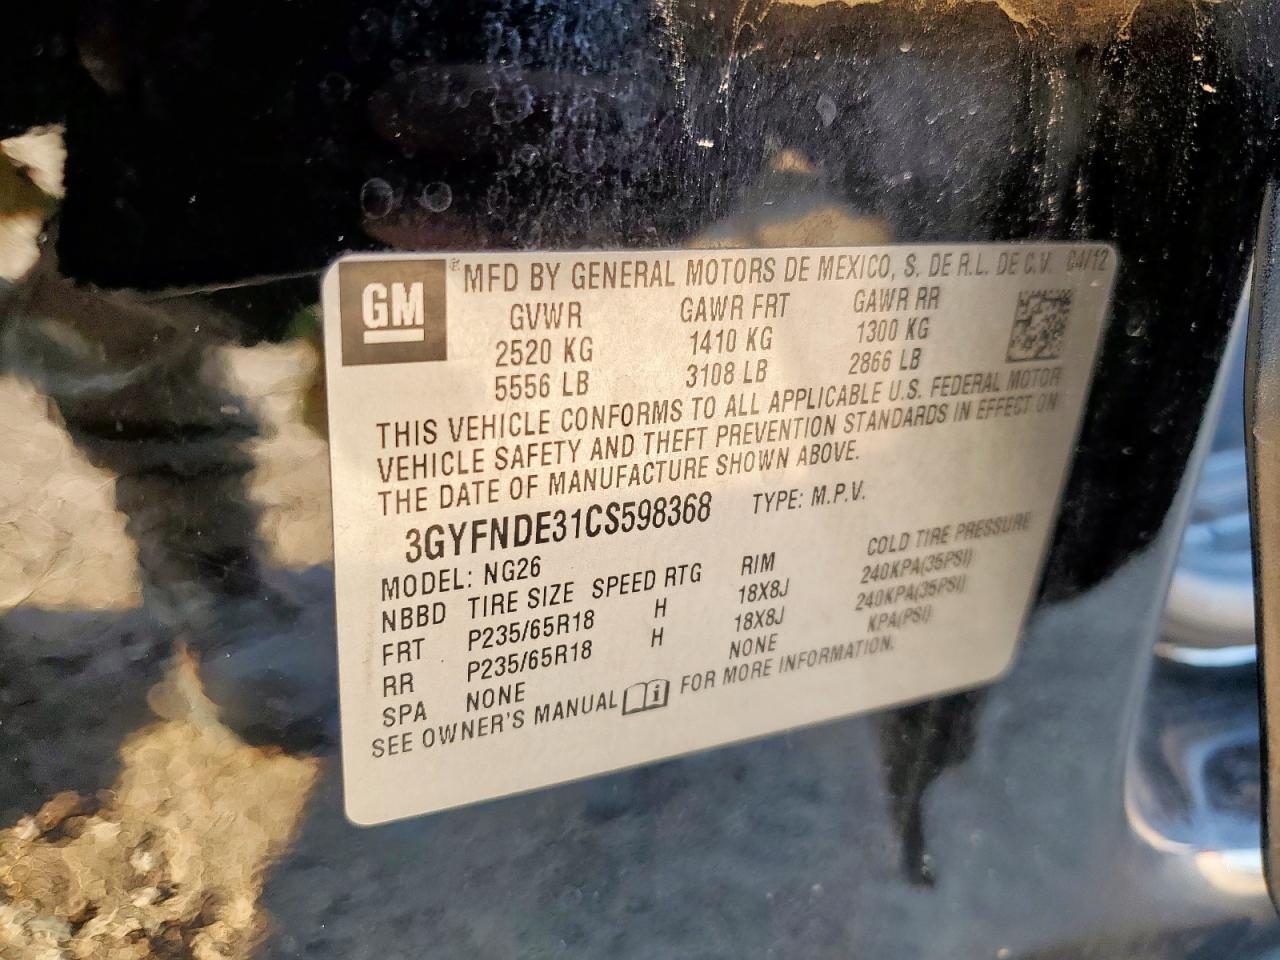 GM ® MFD BY GENERAL MOTORS DE MEXICO, S. DE R.L. DE C.V. 04/12
GVWR GAWR FRT GAWR RR
2520 KG 1410 KG 1300 KG
5556 LB 3108 LB 2866 LB
THIS VEHICLE CONFORMS TO ALL APPLICABLE U.S. FEDERAL MOTOR
VEHICLE SAFETY AND THEFT PREVENTION STANDARDS IN EFFECT ON
THE DATE OF MANUFACTURE SHOWN ABOVE.
3GYFNDE31CS598368 TYPE: M.P.V.
MODEL: NG26
NBBD TIRE SIZE SPEED RTG RIM COLD TIRE PRESSURE
FRT P235/65R18 H 18X8J 240KPA(35PSI)
RR P235/65R18 H 18X8J 240KPA(35PSI)
SPA NONE NONE KPA(PSI)
SEE OWNER'S MANUAL FOR MORE INFORMATION.